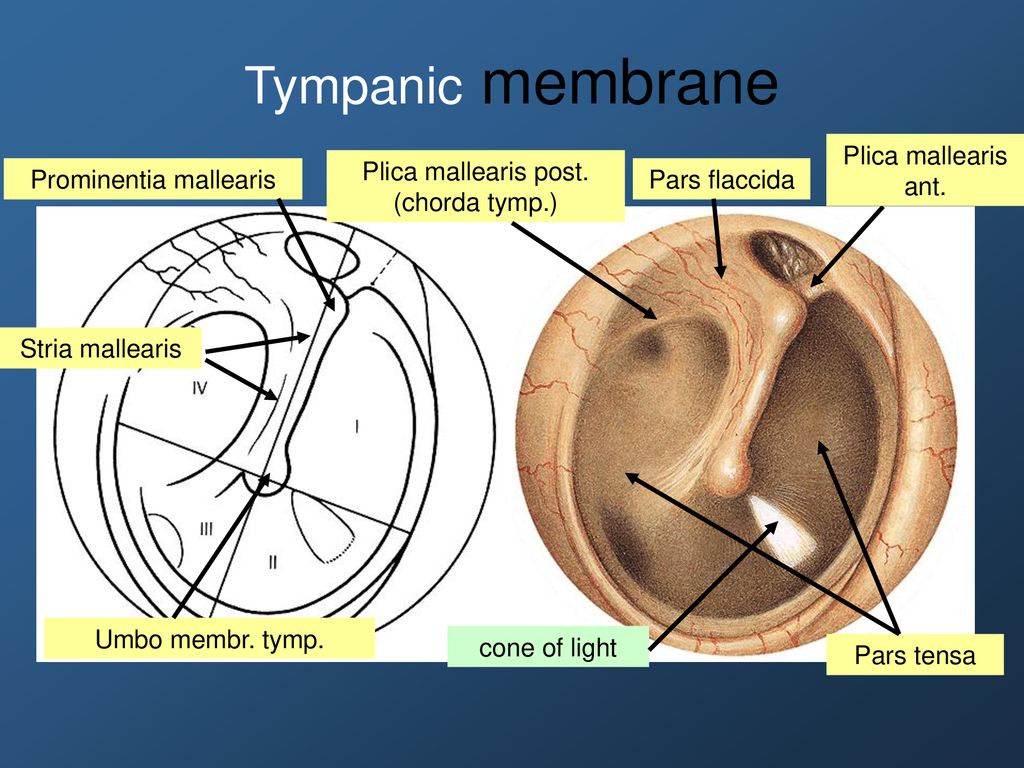 Tympanic membrane
Prominentia mallearis
Plica mallearis post.
(chorda tymp.)
Pars flaccida
Plica mallearis
ant.
Stria mallearis
IV
I
III
II
Umbo membr. tymp.
cone of light
Pars tensa